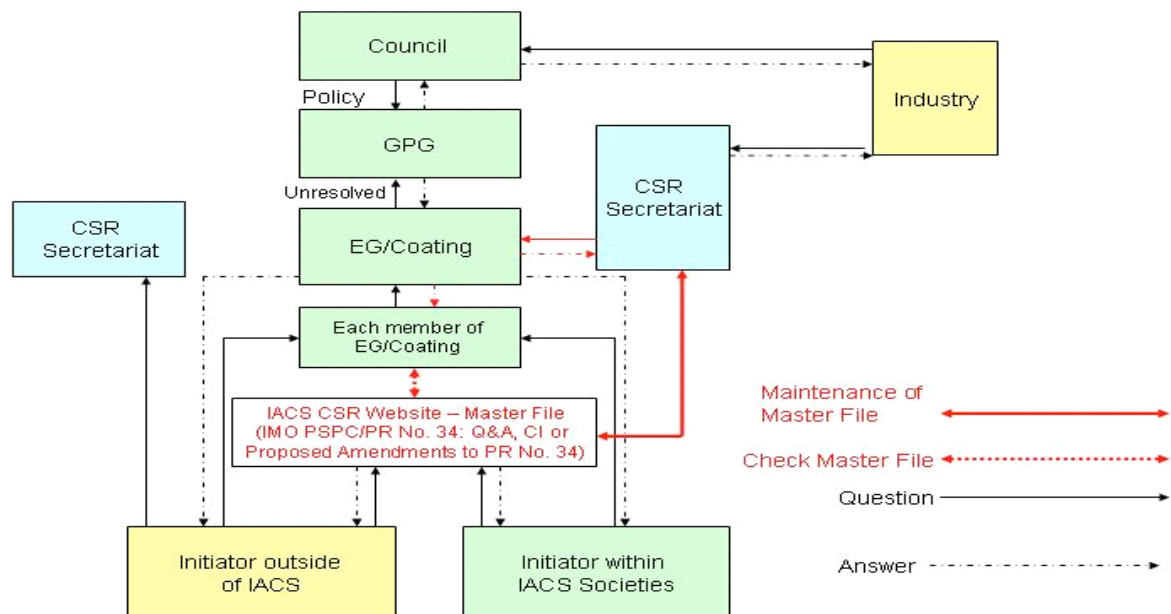 Council
Industry
Policy
GPG
CSR
Secretariat
Unresolved
CSR
Secretariat
EG/Coating
Each member of
EG/Coating
IACS CSR Website – Master File
(IMO PSPC/PR No. 34: Q&A, CI or
Proposed Amendments to PR No. 34)
Maintenance of
Master File
Check Master File
Question
Answer
Initiator outside
of IACS
Initiator within
IACS Societies